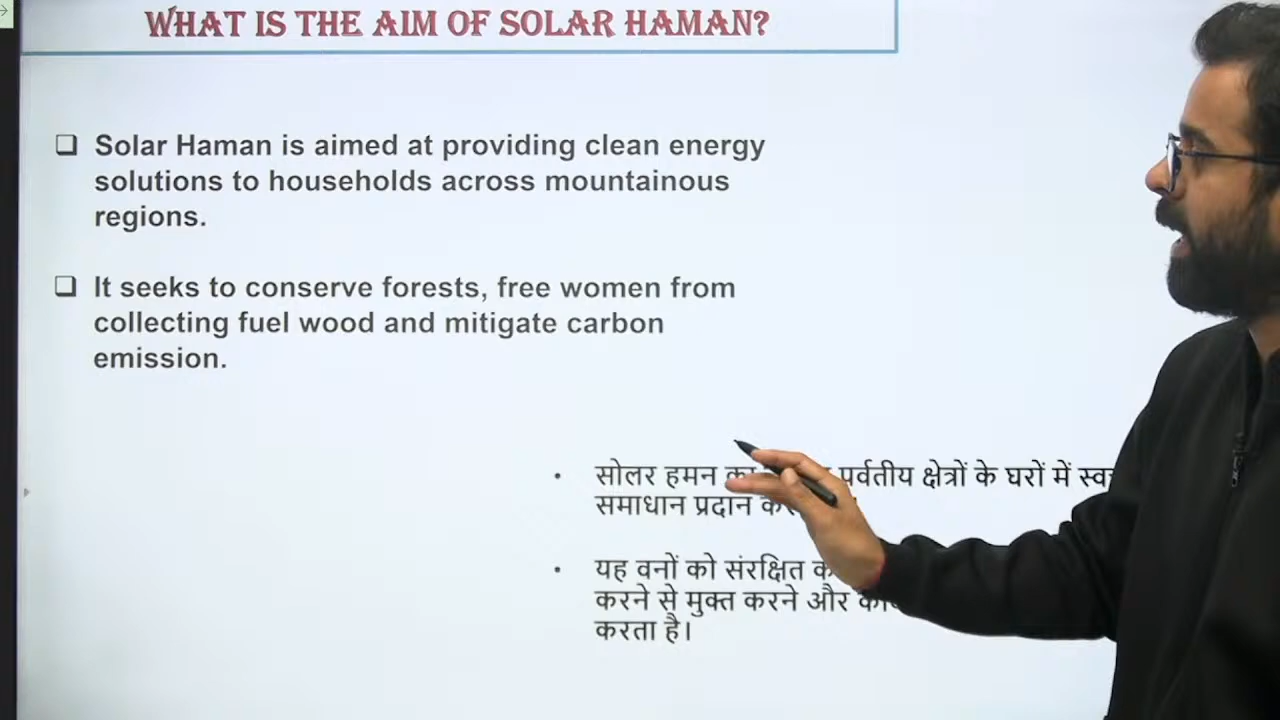 WHAT IS THE AIM OF SOLAR HAMAN?
Solar Haman is aimed at providing clean energy
solutions to households across mountainous
regions.
It seeks to conserve forests, free women from
collecting fuel wood and mitigate carbon
emission.
सोलर हमन का पर्वतीय क्षेत्रों के घरों में
समाधान प्रदान
यह वनों को संरक्षित
करने से मुक्त करने और
करता है।